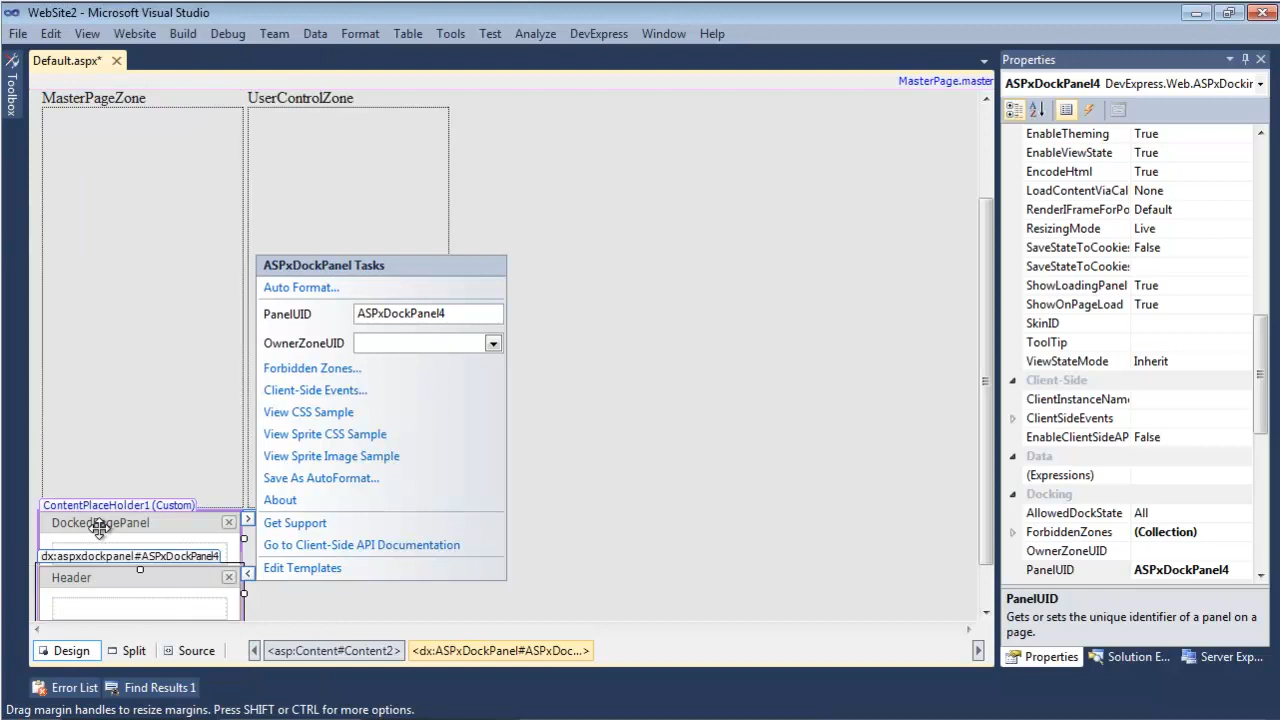 WebSite2 - Microsoft Visual Studio
File Edit View Website Build Debug Team Data Format Table Tools Test Analyze DevExpress Window Help
Toolbox
Default.aspx*
MasterPage.master
MasterPageZone UserControlZone
ASPxDockPanel Tasks
Auto Format...
PanelUID ASPxDockPanel4
OwnerZoneUID
Forbidden Zones...
Client-Side Events...
View CSS Sample
View Sprite CSS Sample
View Sprite Image Sample
Save As AutoFormat...
About
Get Support
Go to Client-Side API Documentation
Edit Templates
ContentPlaceHolder1 (Custom)
dx:aspxdockpanel#ASPxDockPanel4
Header
Design Split Source <asp:Content#Content2> <dx:ASPxDockPanel#ASPxDoc...>
Properties
ASPxDockPanel4 DevExpress.Web.ASPxDockin
EnableTheming True
EnableViewState True
EncodeHtml True
LoadContentViaCal None
RenderIFrameForPo Default
ResizingMode Live
SaveStateToCookies False
SaveStateToCookies
ShowLoadingPanel True
ShowOnPageLoad True
SkinID
ToolTip
ViewStateMode Inherit
Client-Side
ClientInstanceName
ClientSideEvents
EnableClientSideAP False
Data
(Expressions)
Docking
AllowedDockState All
ForbiddenZones (Collection)
OwnerZoneUID
PanelUID ASPxDockPanel4
PanelUID
Gets or sets the unique identifier of a panel on a
page.
Properties Solution E... Server Exp...
Error List Find Results 1
Drag margin handles to resize margins. Press SHIFT or CTRL for more options.